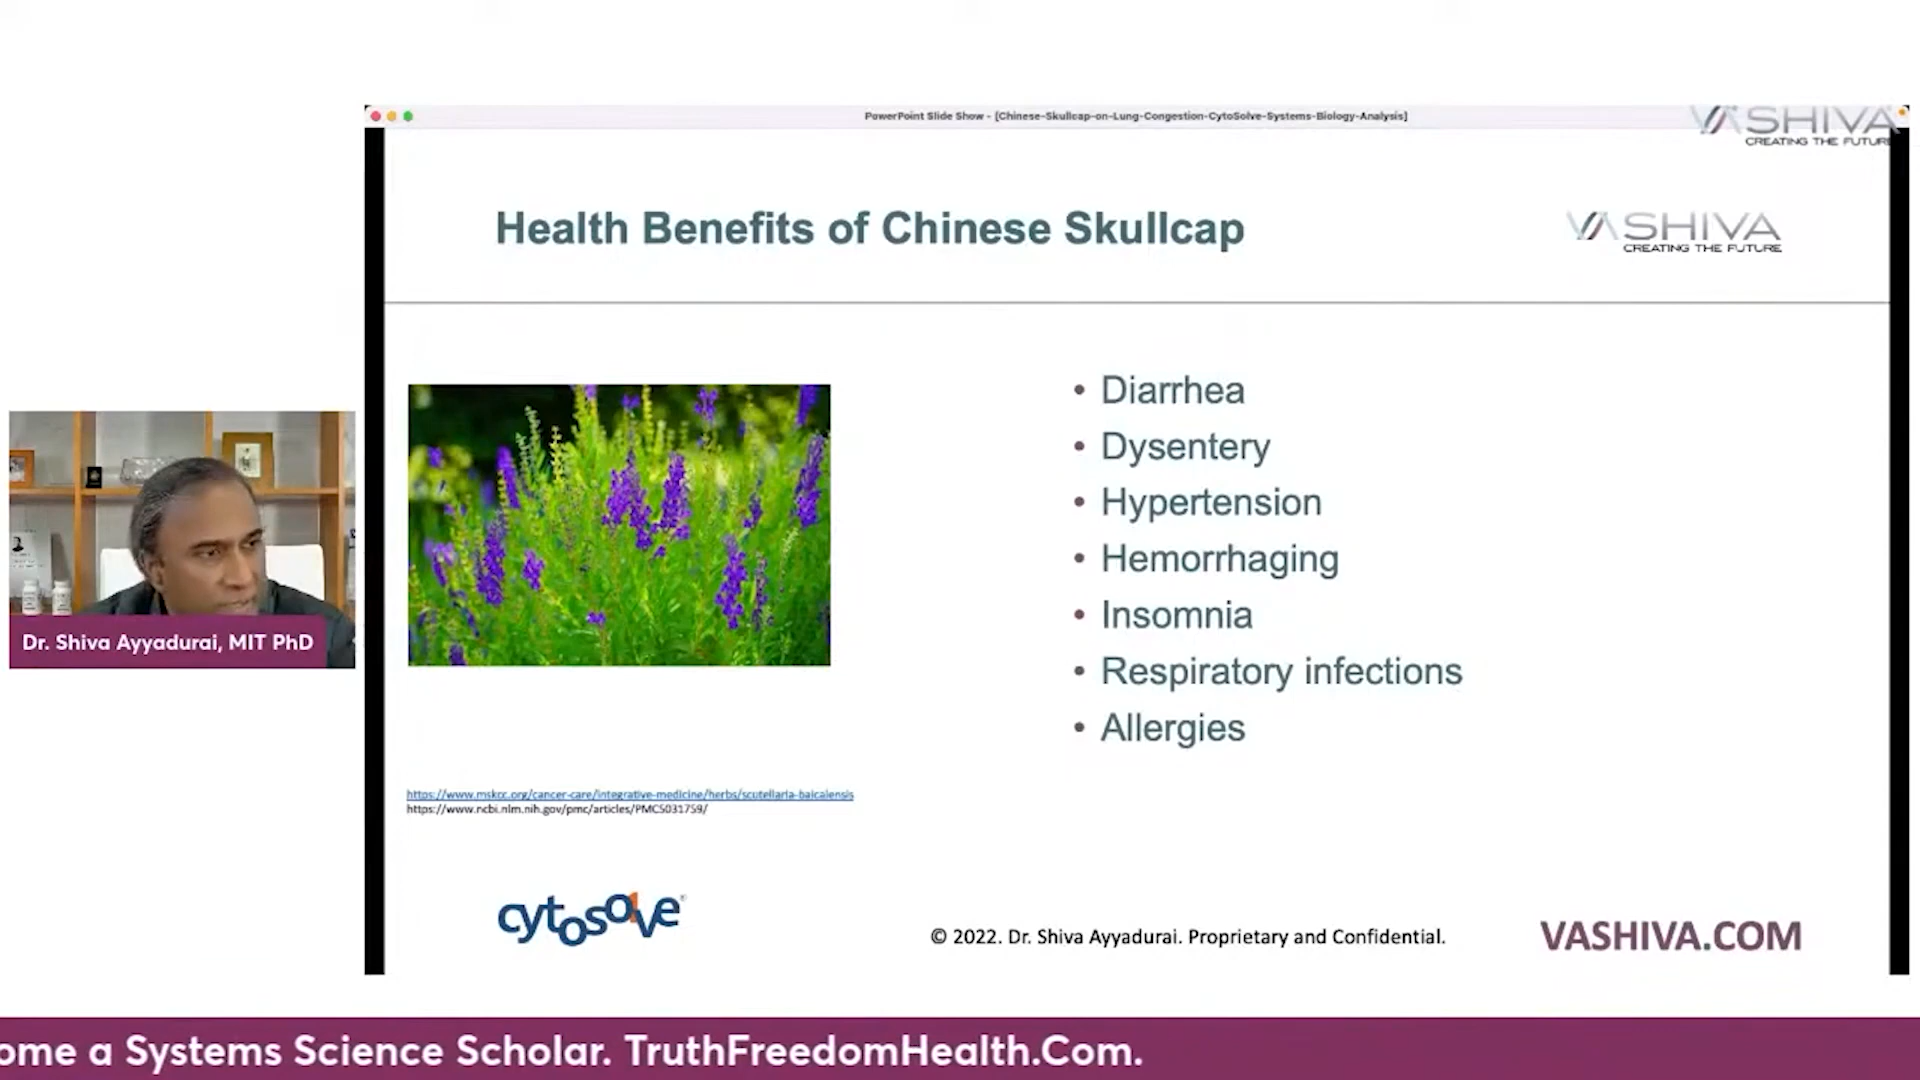 PowerPoint Slide Show - [Chinese-Skullcap-on-Lung-Congestion-CytoSolve-Systems-Biology-Analysis]
VASHIVA
CREATING THE FUTURE
Health Benefits of Chinese Skullcap
VASHIVA
CREATING THE FUTURE
• Diarrhea
• Dysentery
• Hypertension
• Hemorrhaging
• Insomnia
• Respiratory infections
• Allergies
Dr. Shiva Ayyadurai, MIT PhD
https://www.mskcc.org/cancer-care/integrative-medicine/herbs/scutellaria-baicalensis
https://www.ncbi.nlm.nih.gov/pmc/articles/PMC5031759/
cytosolve®
© 2022. Dr. Shiva Ayyadurai. Proprietary and Confidential.
VASHIVA.COM
ome a Systems Science Scholar. TruthFreedomHealth.Com.